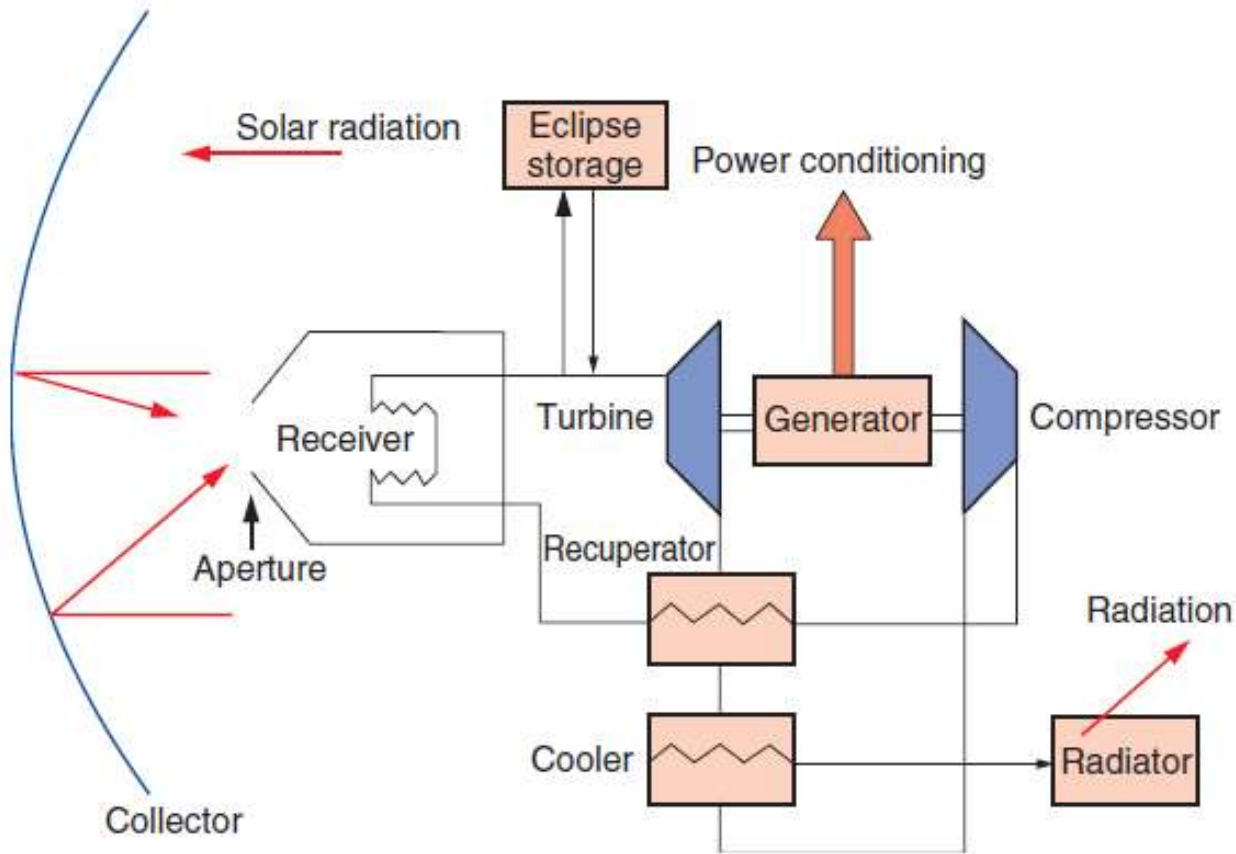 Solar radiation
Eclipse
storage
Power conditioning
Receiver
Turbine
Generator
Compressor
Aperture
Recuperator
Radiation
Cooler
Radiator
Collector